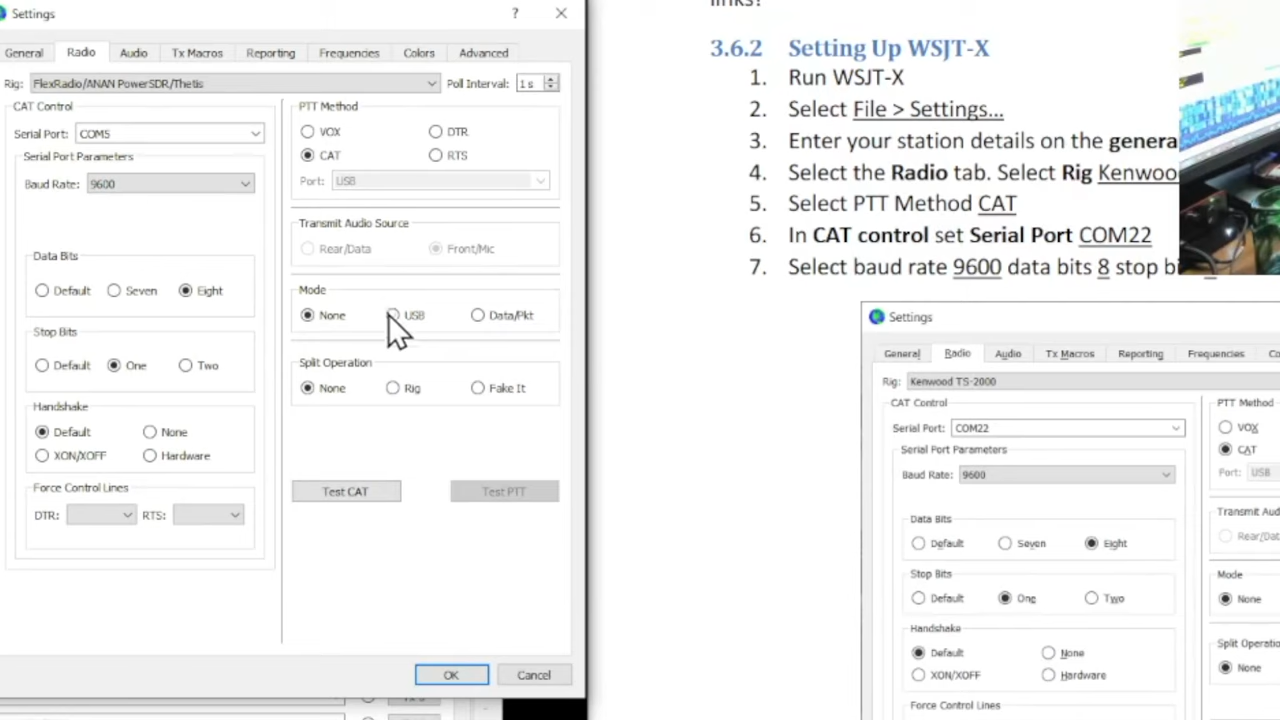 Settings
?
General Radio Audio Tx Macros Reporting Frequencies Colors Advanced
Rig: FlexRadio/ANAN PowerSDR/Thetis Poll Interval: 1 s
CAT Control
Serial Port: COM5
Serial Port Parameters
Baud Rate: 9600
Data Bits
Default Seven Eight
Stop Bits
Default One Two
Handshake
Default None
XON/XOFF Hardware
Force Control Lines
DTR: RTS:
PTT Method
VOX DTR
CAT RTS
Port: USB
Transmit Audio Source
Rear/Data Front/Mic
Mode
None USB Data/Pkt
Split Operation
None Rig Fake It
Test CAT Test PTT
OK Cancel
links?
3.6.2 Setting Up WSJT-X
1. Run WSJT-X
2. Select File > Settings...
3. Enter your station details on the genera
4. Select the Radio tab. Select Rig Kenwoo
5. Select PTT Method CAT
6. In CAT control set Serial Port COM22
7. Select baud rate 9600 data bits 8 stop bi
Settings
General Radio Audio Tx Macros Reporting Frequencies Co
Rig: Kenwood TS-2000
CAT Control
Serial Port: COM22
Serial Port Parameters
Baud Rate: 9600
Data Bits
Default Seven Eight
Stop Bits
Default One Two
Handshake
Default None
XON/XOFF Hardware
Force Control Lines
PTT Method
VOX
CAT
Port: USB
Transmit Aud
Rear/Data
Mode
None
Split Operatio
None